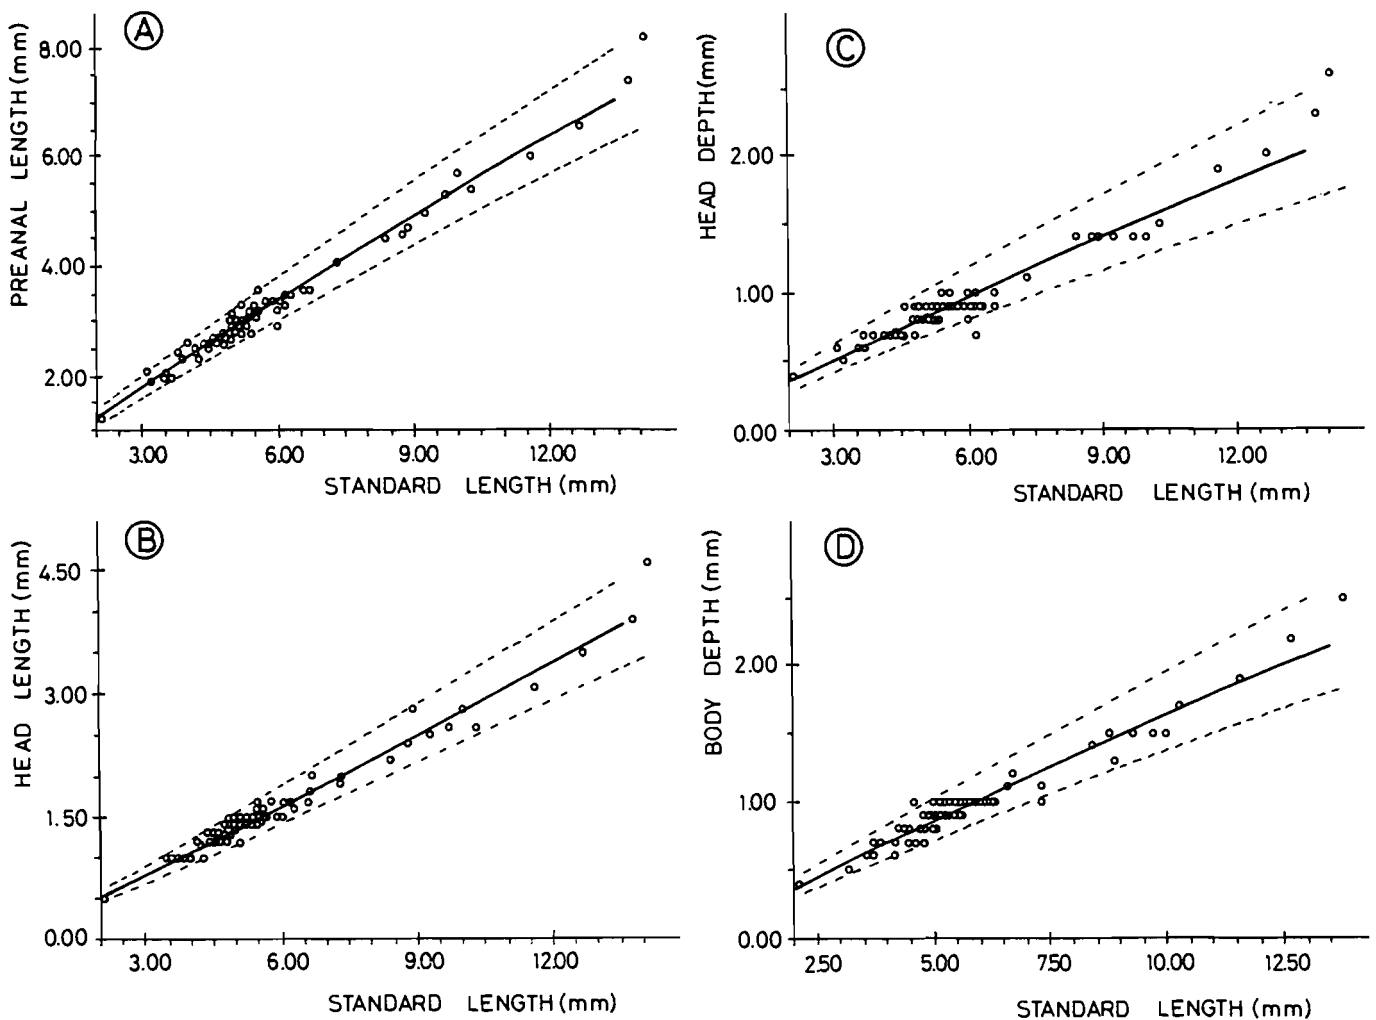 A
PREANAL LENGTH (mm)
8.00
6.00
4.00
2.00
3.00 6.00 9.00 12.00
STANDARD LENGTH (mm)
C
HEAD DEPTH (mm)
2.00
1.00
0.00
3.00 6.00 9.00 12.00
STANDARD LENGTH (mm)
B
HEAD LENGTH (mm)
4.50
3.00
1.50
0.00
3.00 6.00 9.00 12.00
STANDARD LENGTH (mm)
D
BODY DEPTH (mm)
2.00
1.00
0.00
2.50 5.00 7.50 10.00 12.50
STANDARD LENGTH (mm)